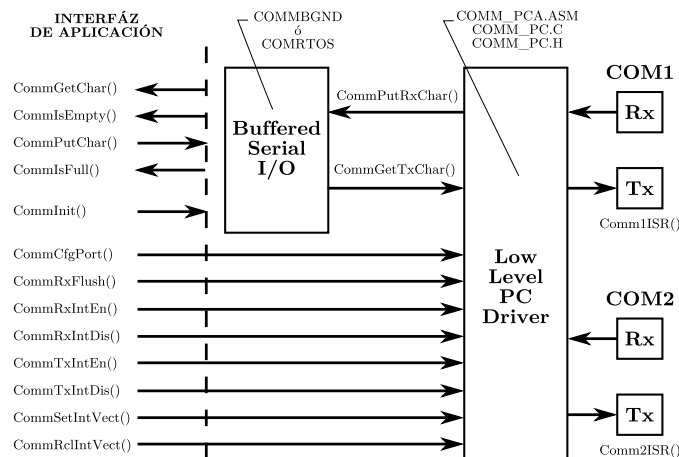 INTERFÁZ
DE APLICACIÓN
COMMBGND
ó
COMRTOS
COMM_PCA.ASM
COMM_PC.C
COMM_PC.H
CommGetChar()
CommIsEmpty()
CommPutChar()
CommIsFull()
CommInit()
CommCfgPort()
CommRxFlush()
CommRxIntEn()
CommRxIntDis()
CommTxIntEn()
CommTxIntDis()
CommSetIntVect()
CommRclIntVect()
Buffered
Serial
I/O
CommPutRxChar()
CommGetTxChar()
Low
Level
PC
Driver
COM1
Rx
Tx
Comm1ISR()
COM2
Rx
Tx
Comm2ISR()